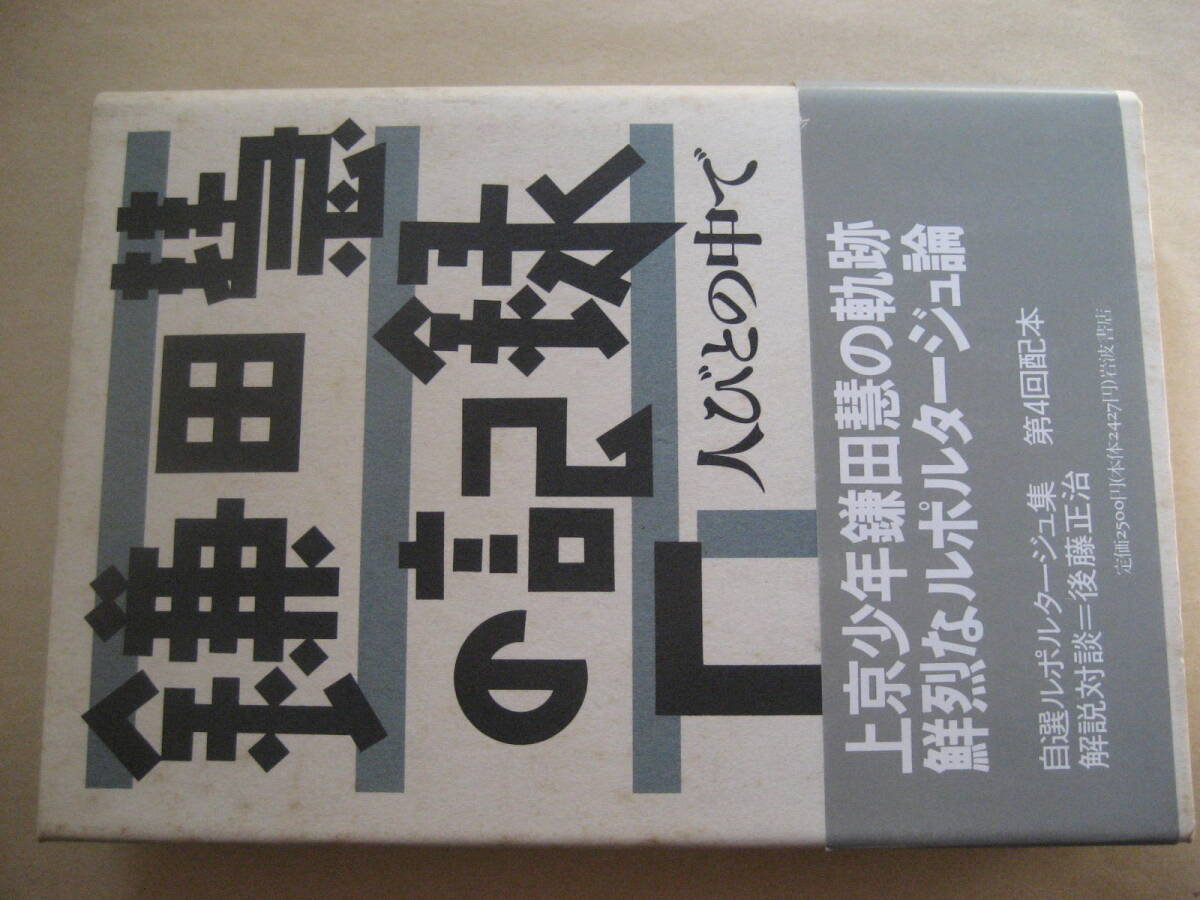 鎌田慧
の記録
人びとの中で
上京少年鎌田慧の軌跡
鮮烈なルポルタージュ論
自選ルポルタージュ集　第4回配本
解説対談＝後藤正治
定価2500円(本体2427円)岩波書店